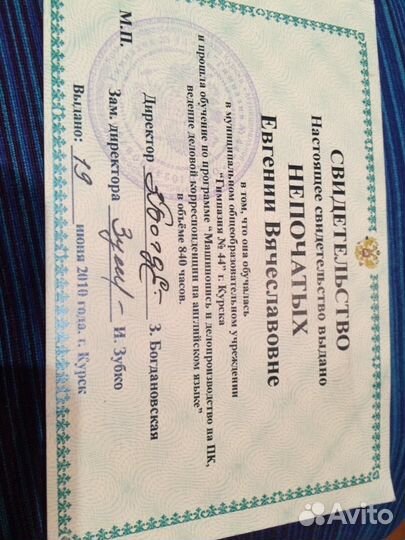 СВИДЕТЕЛЬСТВО
Настоящее свидетельство выдано
НЕПОЧАТЫХ
ЕВГЕНИИ ВЯЧЕСЛАВОВНЕ
в том, что она обучалась
в муниципальном общеобразовательном учреждении
"Гимназия № 44" г. Курска
и прошла обучение по программе "Машинопись и делопроизводство на ПК,
ведение деловой корреспонденции на английском языке"
в объёме 840 часов.
Директор З. Богдановская
М.П. Зам. директора И. Зубко
Выдано: 19 июня 2010 года. г. Курск
Avito